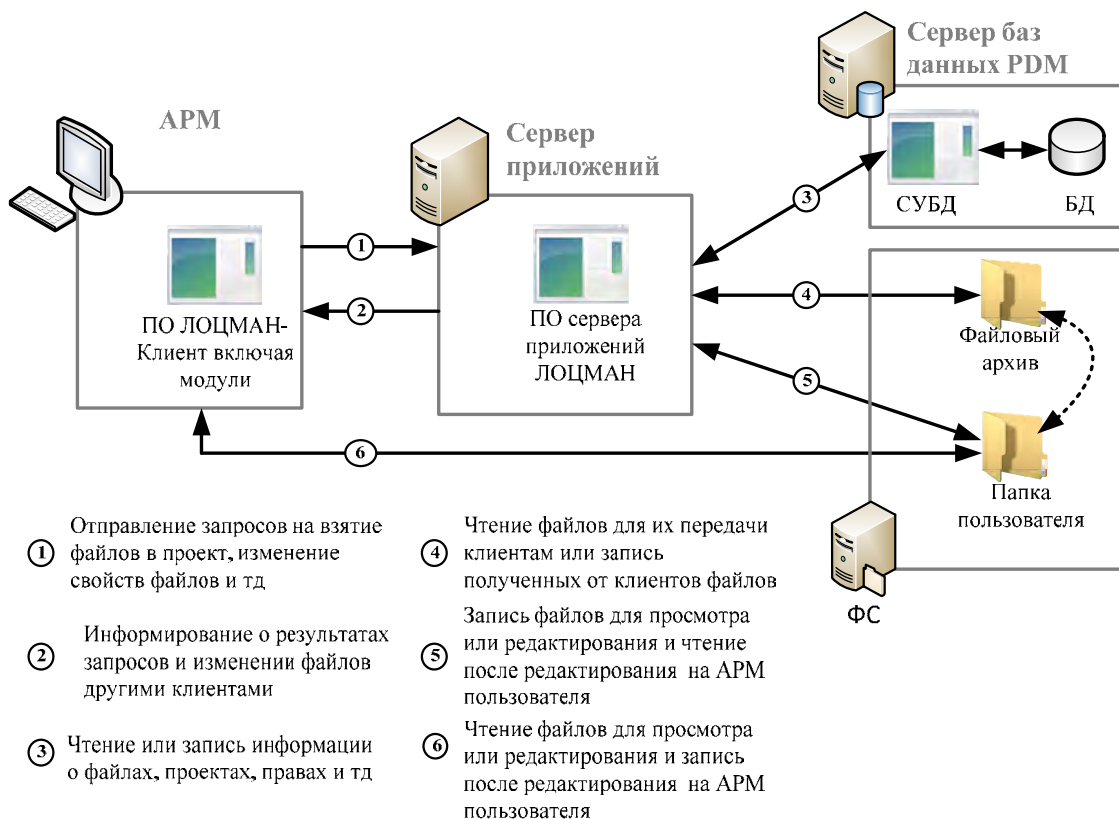 Сервер баз
данных PDM
АРМ
Сервер
приложений
СУБД
БД
3
1
2
4
5
6
ПО ЛОЦМАН-
Клиент включая
модули
ПО сервера
приложений
ЛОЦМАН
Файловый
архив
Папка
пользователя
ФС
1
Отправление запросов на взятие
файлов в проект, изменение
свойств файлов и тд
2
Информирование о результатах
запросов и изменении файлов
другими клиентами
3
Чтение или запись информации
о файлах, проектах, правах и тд
4
Чтение файлов для их передачи
клиентам или запись
полученных от клиентов файлов
5
Запись файлов для просмотра
или редактирования и чтение
после редактирования на АРМ
пользователя
6
Чтение файлов для просмотра
или редактирования и запись
после редактирования на АРМ
пользователя